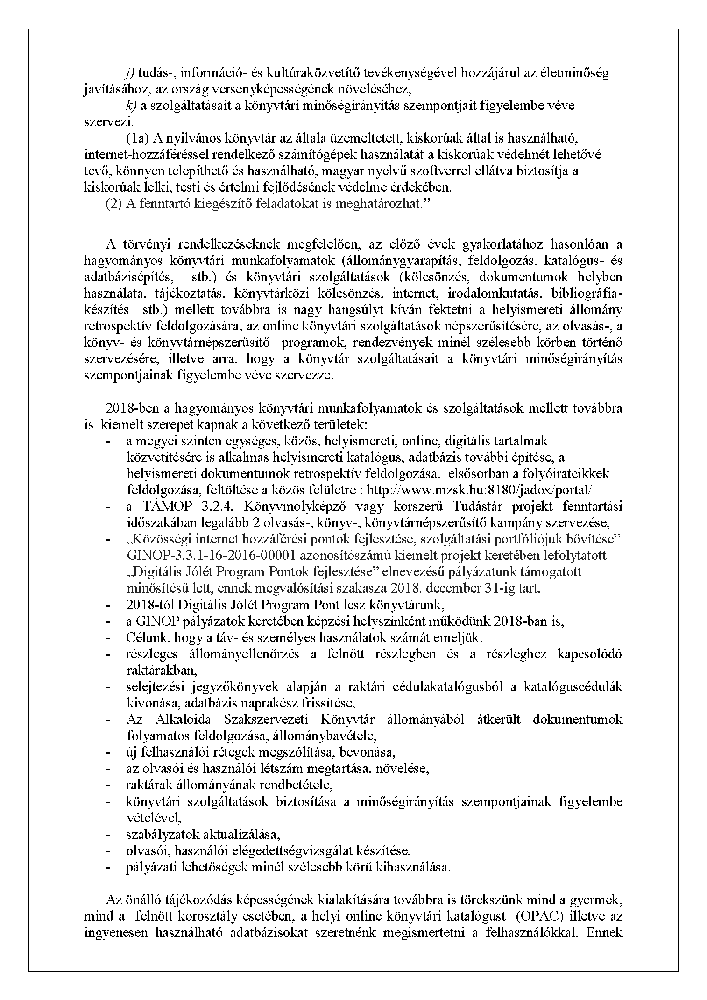 j) tudás-, információ- és kultúraközvetítő tevékenységével hozzájárul az életminőség
javításához, az ország versenyképességének növeléséhez,
k) a szolgáltatásait a könyvtári minőségirányítás szempontjait figyelembe véve
szervezi.
(1a) A nyilvános könyvtár az általa üzemeltetett, kiskorúak által is használható,
internet-hozzáféréssel rendelkező számítógépek használatát a kiskorúak védelmét lehetővé
tevő, könnyen telepíthető és használható, magyar nyelvű szoftverrel ellátva biztosítja a
kiskorúak lelki, testi és értelmi fejlődésének védelme érdekében.
(2) A fenntartó kiegészítő feladatokat is meghatározhat.”
A törvényi rendelkezéseknek megfelelően, az előző évek gyakorlatához hasonlóan a
hagyományos könyvtári munkafolyamatok (állománygyarapítás, feldolgozás, katalógus- és
adatbázisépítés, stb.) és könyvtári szolgáltatások (kölcsönzés, dokumentumok helyben
használata, tájékoztatás, könyvtárközi kölcsönzés, internet, irodalomkutatás, bibliográfia-
készítés stb.) mellett továbbra is nagy hangsúlyt kíván fektetni a helyismereti állomány
retrospektív feldolgozására, az online könyvtári szolgáltatások népszerűsítésére, az olvasás-, a
könyv- és könyvtárnépszerűsítő programok, rendezvények minél szélesebb körben történő
szervezésére, illetve arra, hogy a könyvtár szolgáltatásait a könyvtári minőségirányítás
szempontjainak figyelembe véve szervezze.
2018-ben a hagyományos könyvtári munkafolyamatok és szolgáltatások mellett továbbra
is kiemelt szerepet kapnak a következő területek:
- a megyei szinten egységes, közös, helyismereti, online, digitális tartalmak
közvetítésére is alkalmas helyismereti katalógus, adatbázis további építése, a
helyismereti dokumentumok retrospektív feldolgozása, elsősorban a folyóiratcikkek
feldolgozása, feltöltése a közös felületre : http://www.mzsk.hu:8180/jadox/portal/
- a TÁMOP 3.2.4. Könyvmolyképző vagy korszerű Tudástár projekt fenntartási
időszakában legalább 2 olvasás-, könyv-, könyvtárnépszerűsítő kampány szervezése,
- „Közösségi internet hozzáférési pontok fejlesztése, szolgáltatási portfóliójuk bővítése”
GINOP-3.3.1-16-2016-00001 azonosítószámú kiemelt projekt keretében lefolytatott
„Digitális Jólét Program Pontok fejlesztése” elnevezésű pályázatunk támogatott
minősítésű lett, ennek megvalósítási szakasza 2018. december 31-ig tart.
- 2018-tól Digitális Jólét Program Pont lesz könyvtárunk,
- a GINOP pályázatok keretében képzési helyszínként működünk 2018-ban is,
- Célunk, hogy a táv- és személyes használatok számát emeljük.
- részleges állományellenőrzés a felnőtt részlegben és a részleghez kapcsolódó
raktárakban,
- selejtezési jegyzőkönyvek alapján a raktári cédulakatalógusból a katalóguscédulák
kivonása, adatbázis naprakész frissítése,
- Az Alkaloida Szakszervezeti Könyvtár állományából átkerült dokumentumok
folyamatos feldolgozása, állománybavétele,
- új felhasználói rétegek megszólítása, bevonása,
- az olvasói és használói létszám megtartása, növelése,
- raktárak állományának rendbetétele,
- könyvtári szolgáltatások biztosítása a minőségirányítás szempontjainak figyelembe
vételével,
- szabályzatok aktualizálása,
- olvasói, használói elégedettségvizsgálat készítése,
- pályázati lehetőségek minél szélesebb körű kihasználása.
Az önálló tájékozódás képességének kialakítására továbbra is törekszünk mind a gyermek,
mind a felnőtt korosztály esetében, a helyi online könyvtári katalógust (OPAC) illetve az
ingyenesen használható adatbázisokat szeretnénk megismertetni a felhasználókkal. Ennek